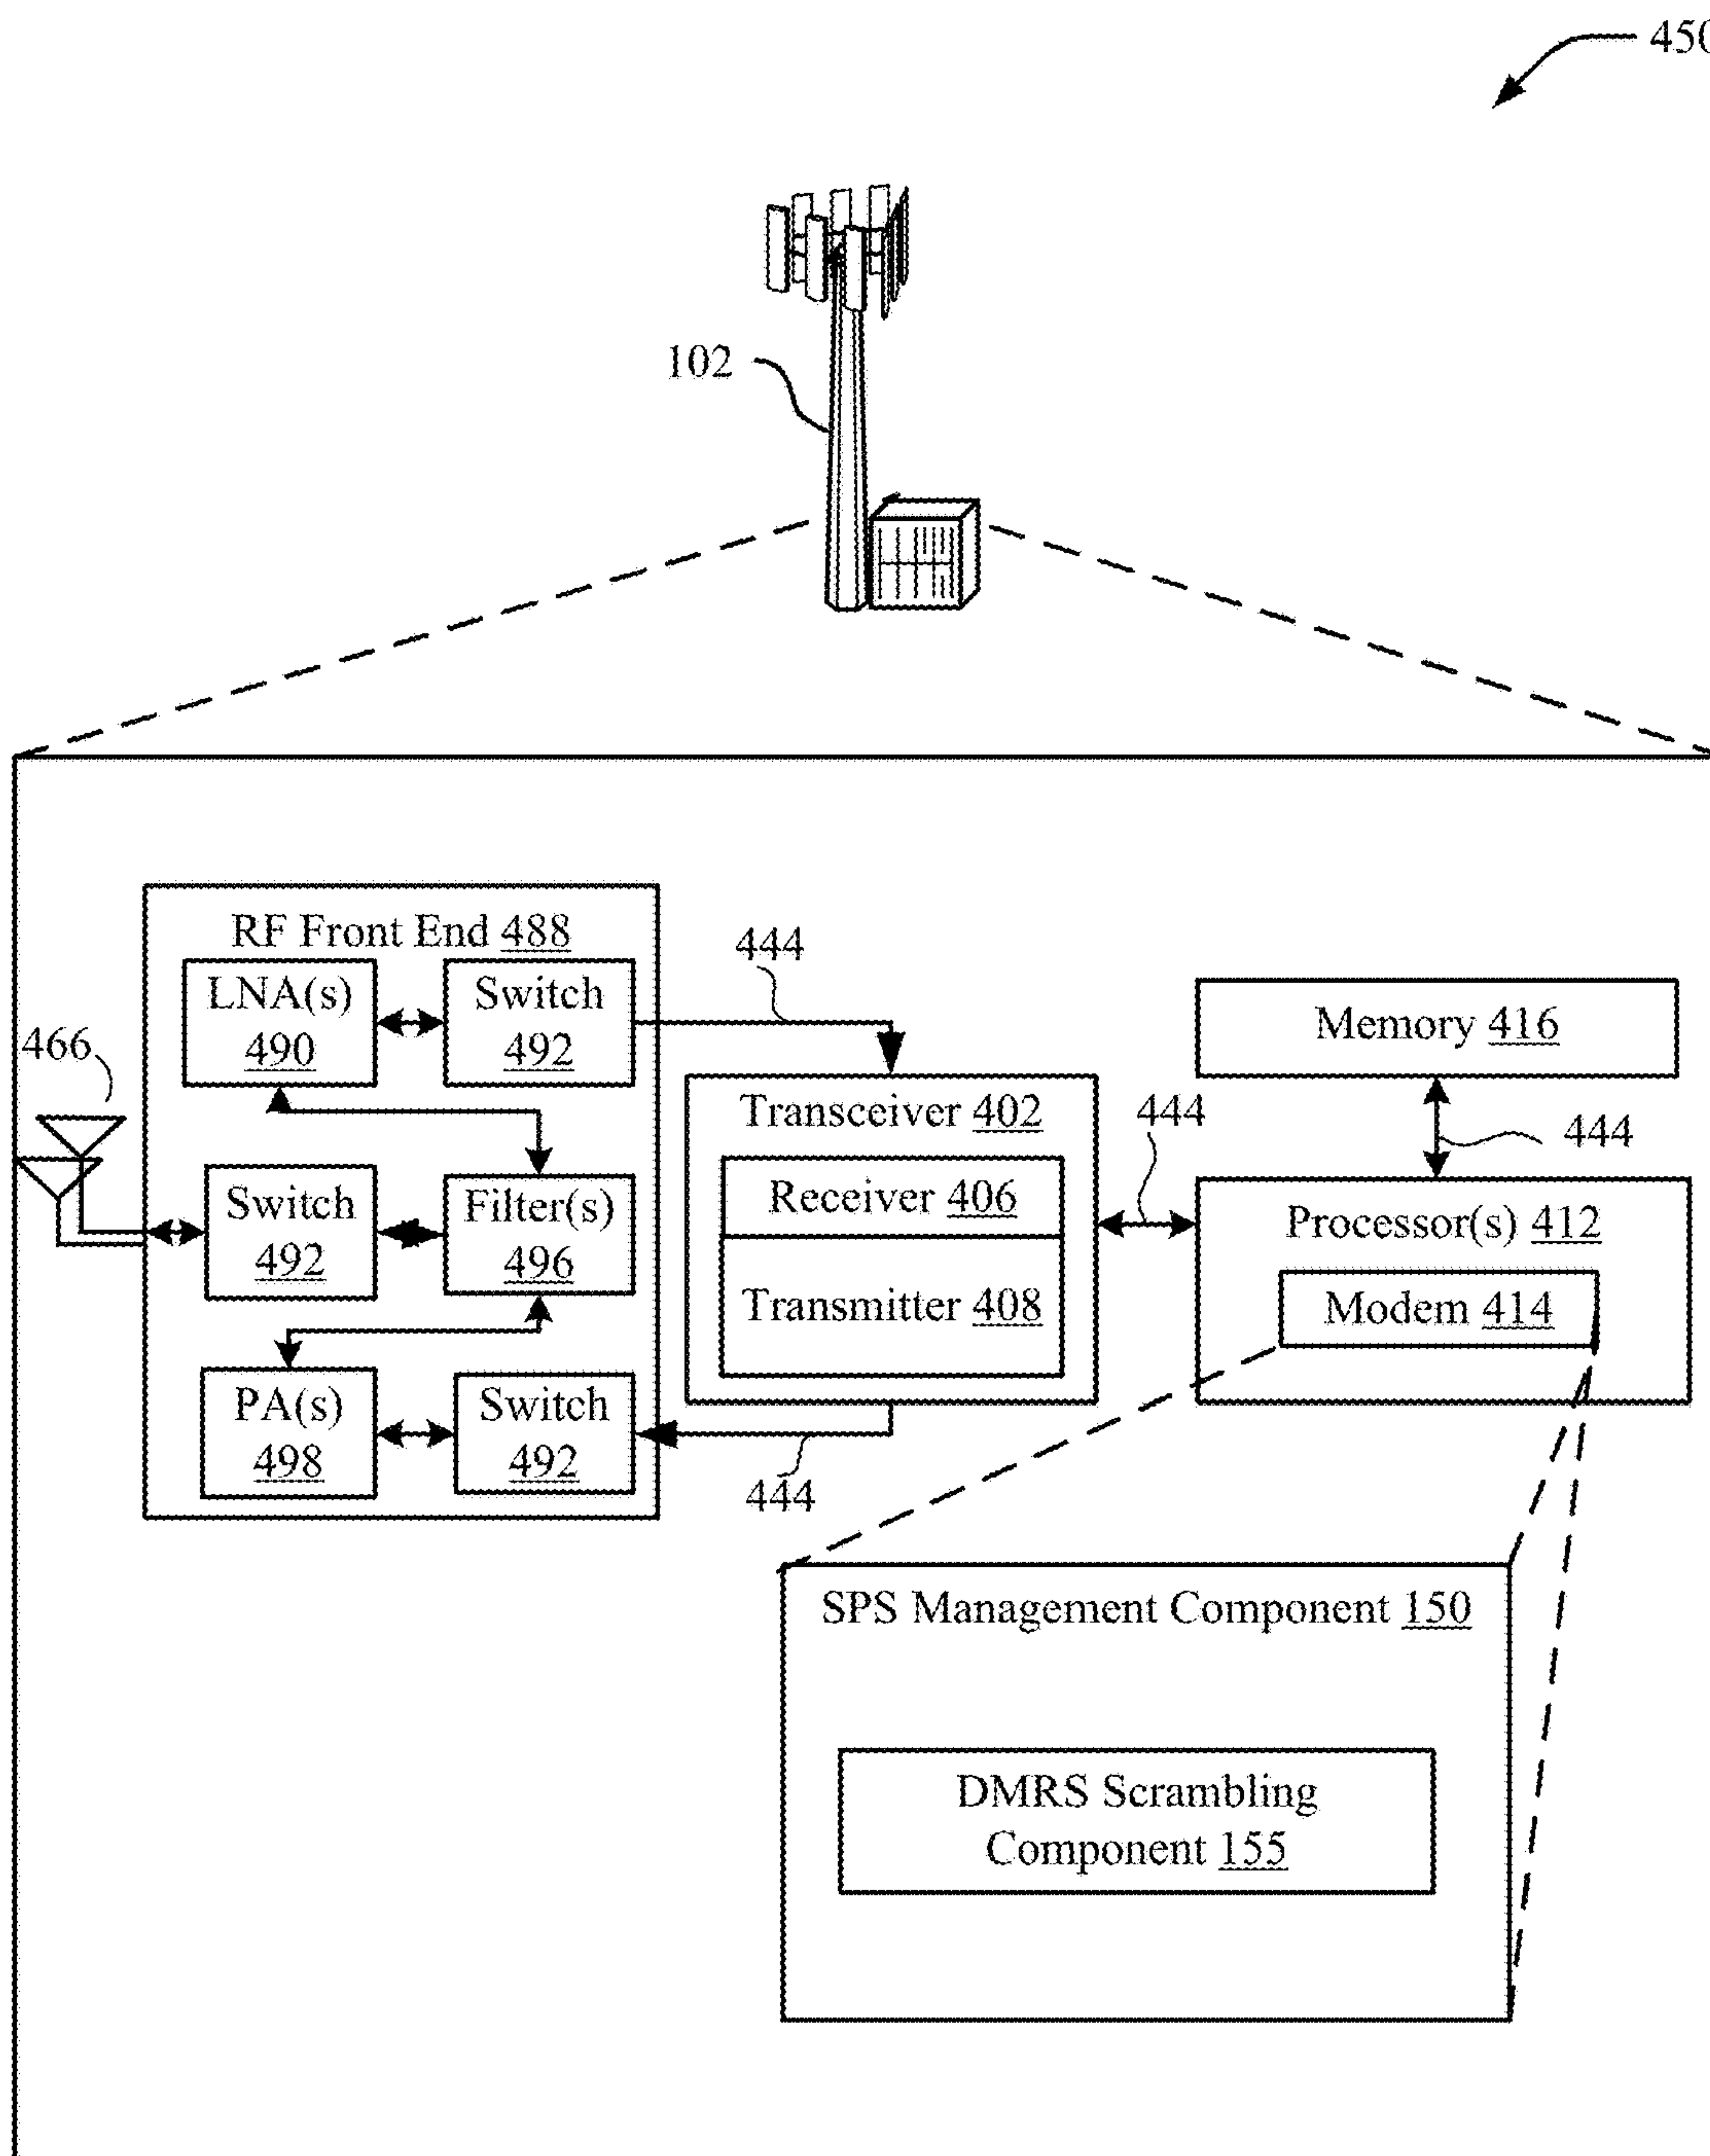 450
102
RF Front End 488
LNA(s)
490
Switch
492
444
466
Memory 416
Transceiver 402
444
444
Receiver 406
Switch
492
Filter(s)
496
Processor(s) 412
Transmitter 408
Modem 414
PA(s)
498
Switch
492
444
SPS Management Component 150
DMRS Scrambling
Component 155